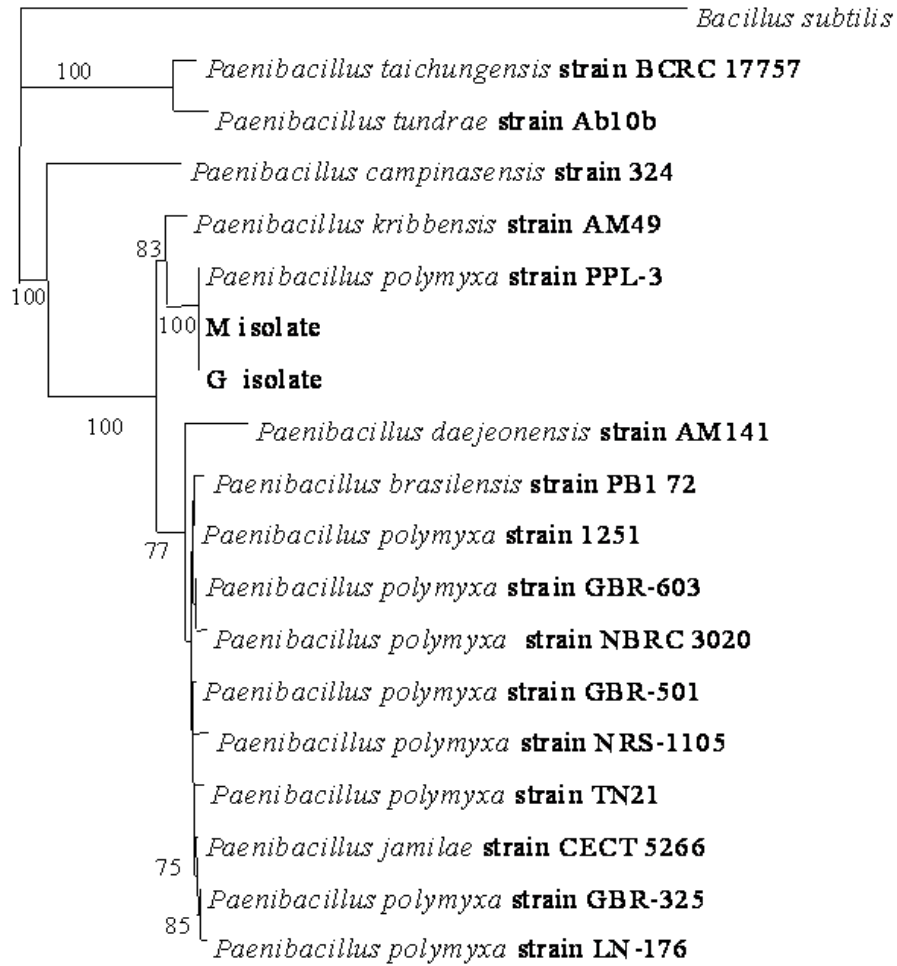 Bacillus subtilis
100
Paenibacillus taichungensis strain BCRC 17757
Paenibacillus tundrae strain Ab10b
Paenibacillus campinasensis strain 324
Paenibacillus kribbensis strain AM49
83
Paenibacillus polymyxa strain PPL-3
100
100
M isolate
G isolate
100
Paenibacillus daejeonensis strain AM141
Paenibacillus brasilensis strain PB1 72
Paenibacillus polymyxa strain 1251
77
Paenibacillus polymyxa strain GBR-603
Paenibacillus polymyxa strain NBRC 3020
Paenibacillus polymyxa strain GBR-501
Paenibacillus polymyxa strain NRS-1105
Paenibacillus polymyxa strain TN21
Paenibacillus jamilae strain CECT 5266
75
Paenibacillus polymyxa strain GBR-325
85
Paenibacillus polymyxa strain LN-176